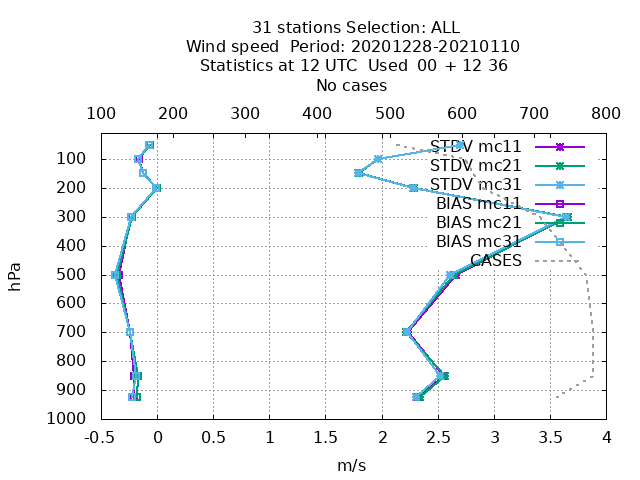 31 stations Selection: ALL
Wind speed  Period: 20201228-20210110
Statistics at 12 UTC  Used  00 + 12 36
No cases
100 200 300 400 500 600 700 800
STDV mc11
STDV mc21
STDV mc31
BIAS mc11
BIAS mc21
BIAS mc31
CASES
100
200
300
400
500
600
700
800
900
1000
hPa
-0.5 0 0.5 1 1.5 2 2.5 3 3.5 4
m/s